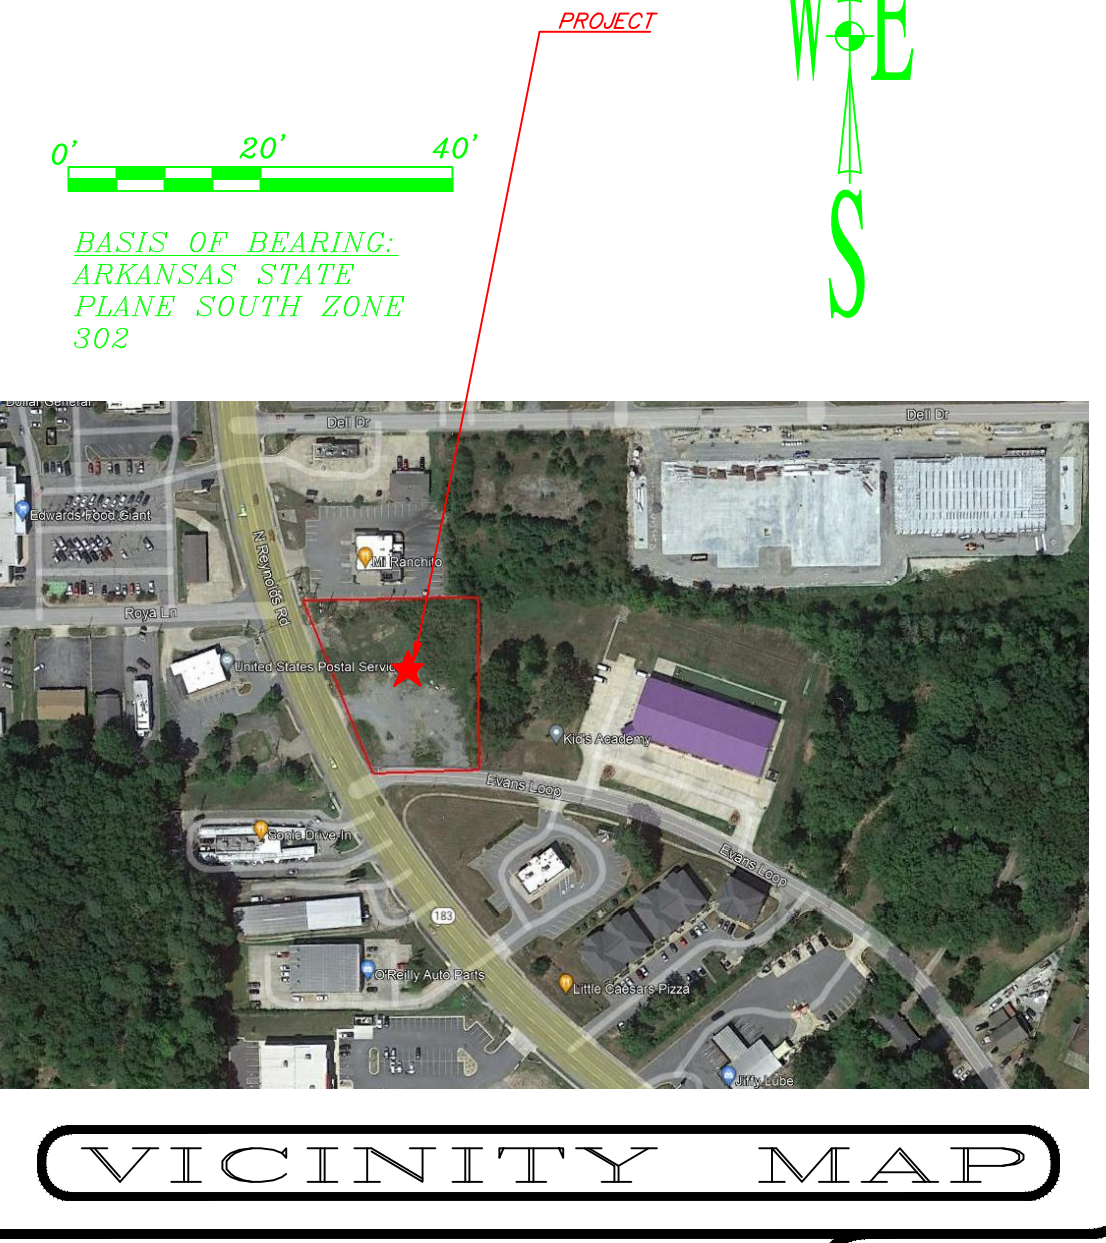 PROJECT
W E
S
0' 20' 40'
BASIS OF BEARING:
ARKANSAS STATE
PLANE SOUTH ZONE
302
Dollar General
Dell Dr
Dell Dr
Edwards Food Giant
N Reynolds Rd
Mi Ranchito
Roya Ln
United States Postal Servic
Kid's Academy
Evans Loop
Sonic Drive-In
Evans Loop
183
O'Reilly Auto Parts
Little Caesars Pizza
Jiffy Lube
VICINITY MAP